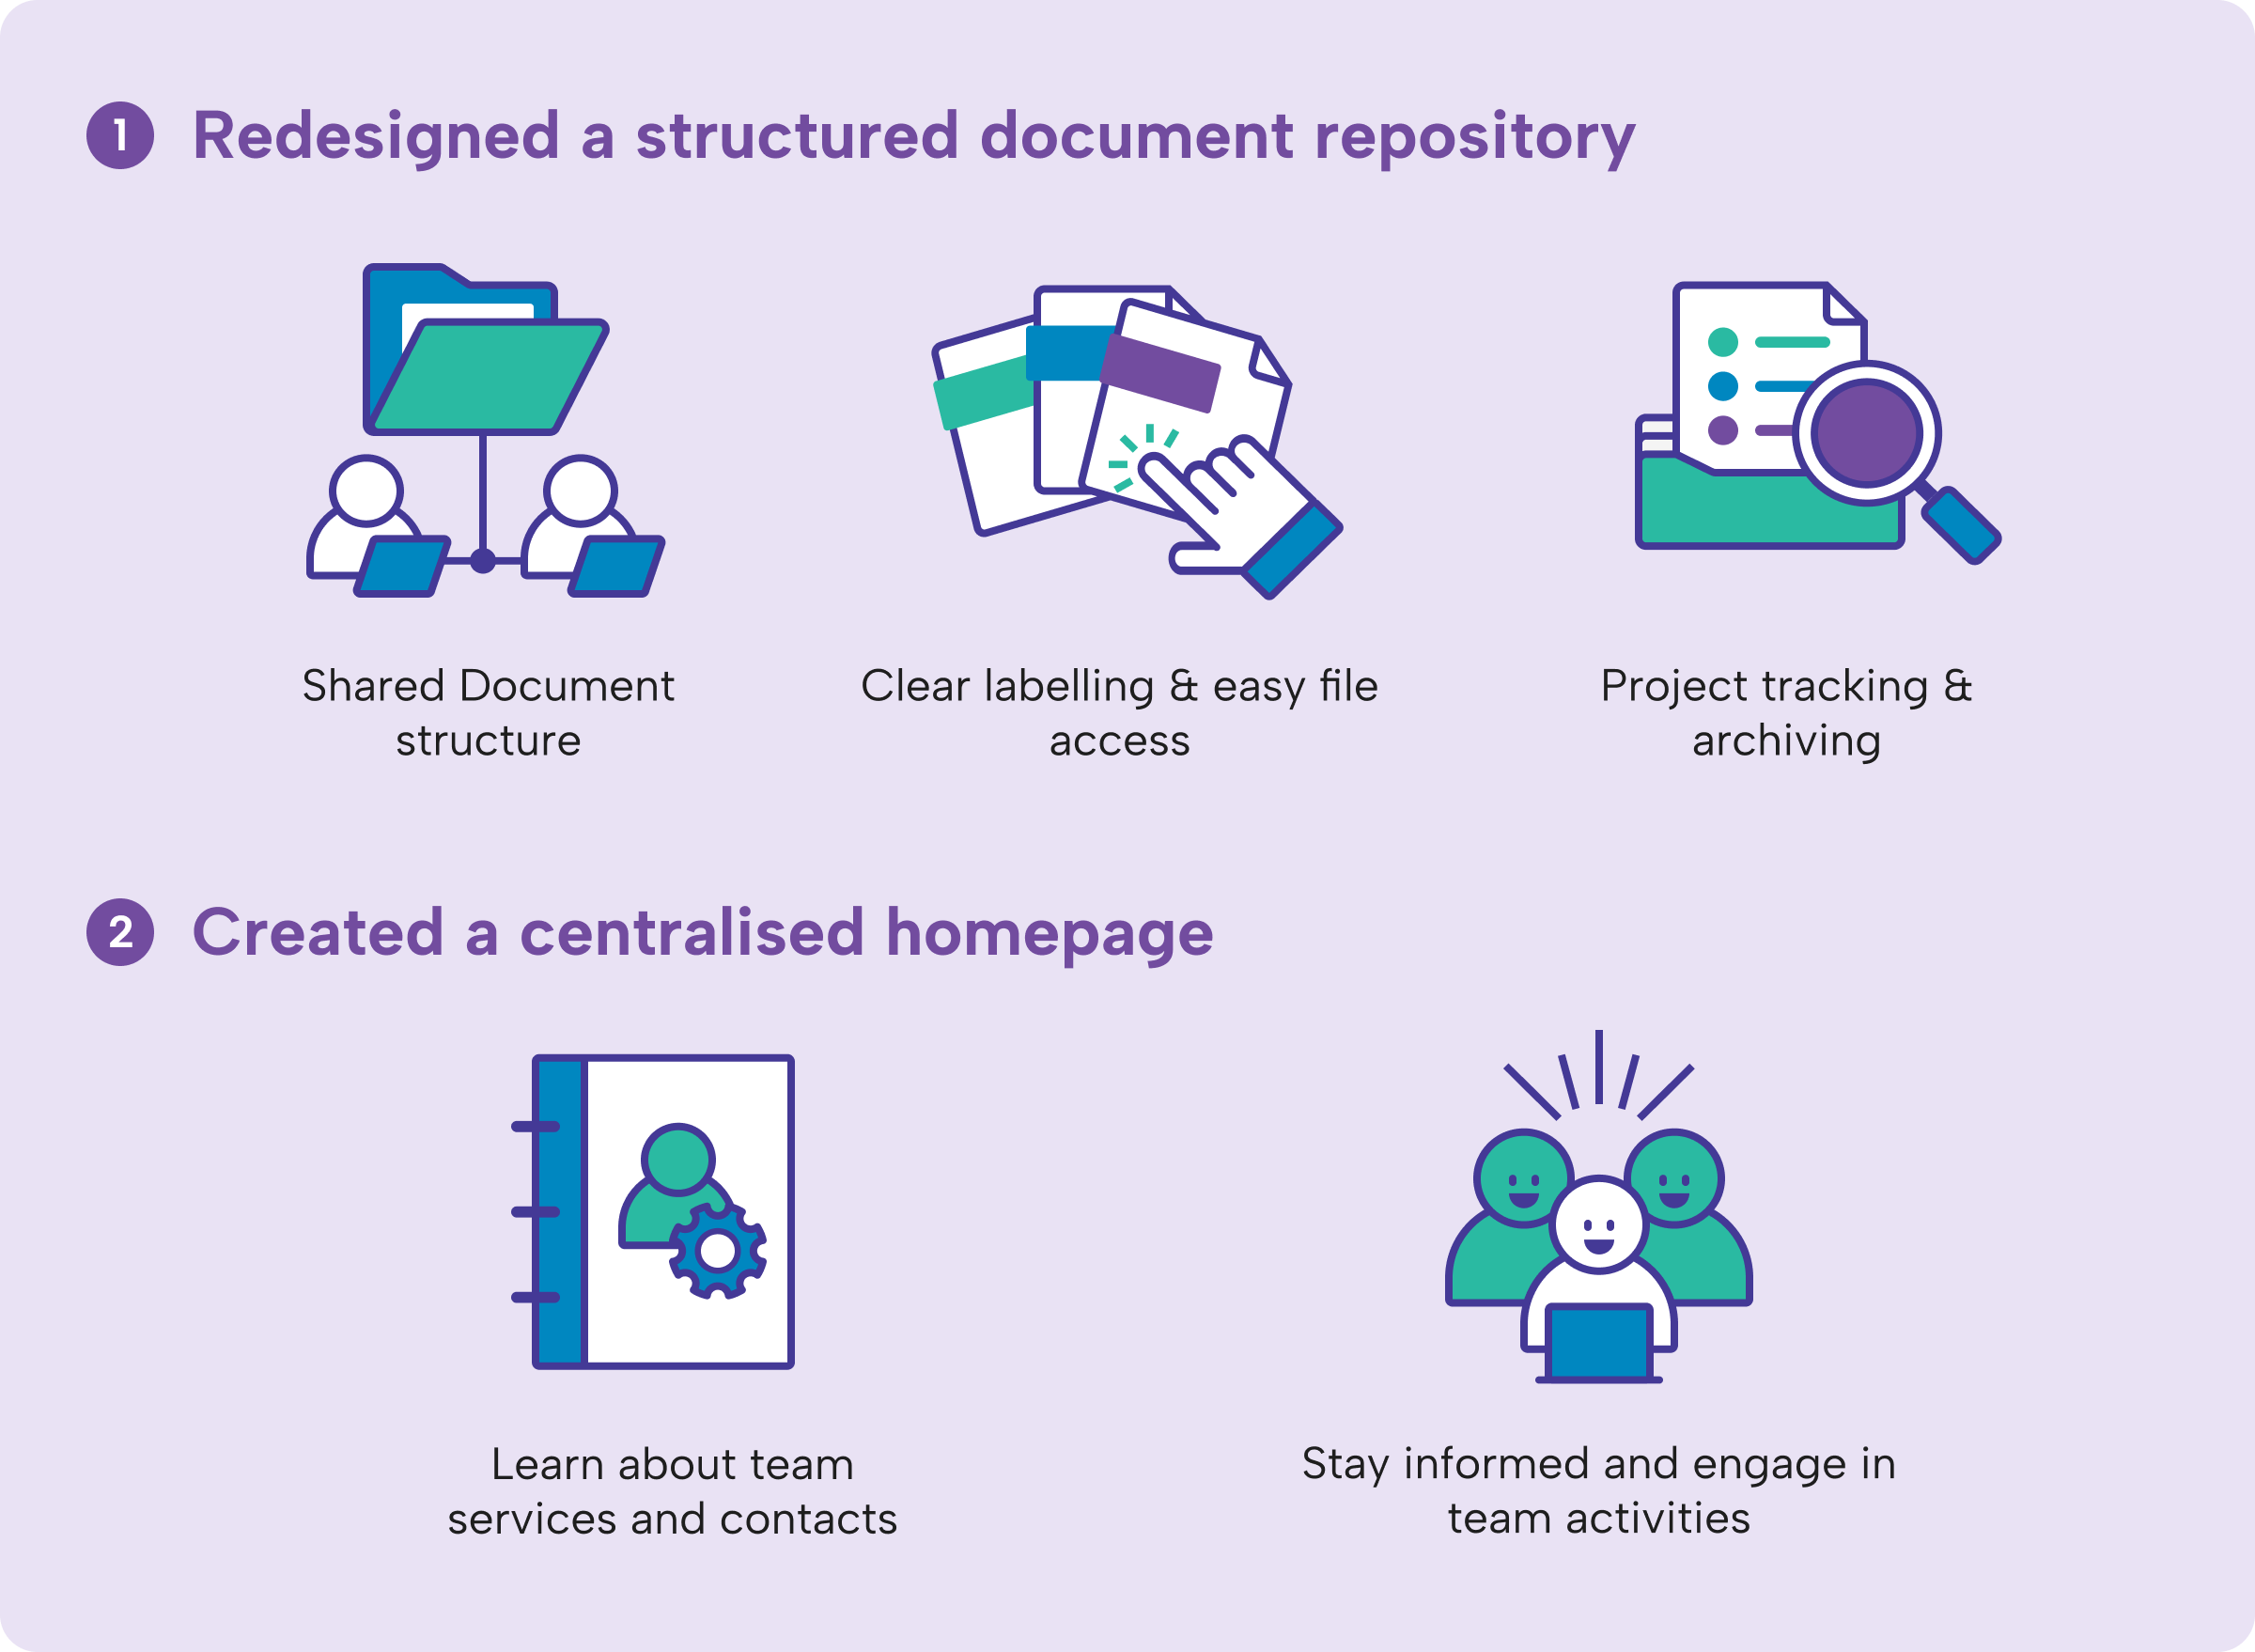 1 Redesigned a structured document repository
Shared Document
structure
Clear labelling & easy file
access
Project tracking &
archiving
2 Created a centralised homepage
Learn about team
services and contacts
Stay informed and engage in
team activities